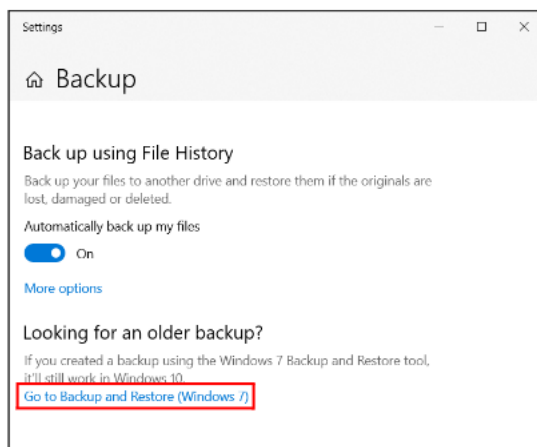 Settings
Backup
Back up using File History
Back up your files to another drive and restore them if the originals are
lost, damaged or deleted.
Automatically back up my files
On
More options
Looking for an older backup?
If you created a backup using the Windows 7 Backup and Restore tool,
it'll still work in Windows 10.
Go to Backup and Restore (Windows 7)